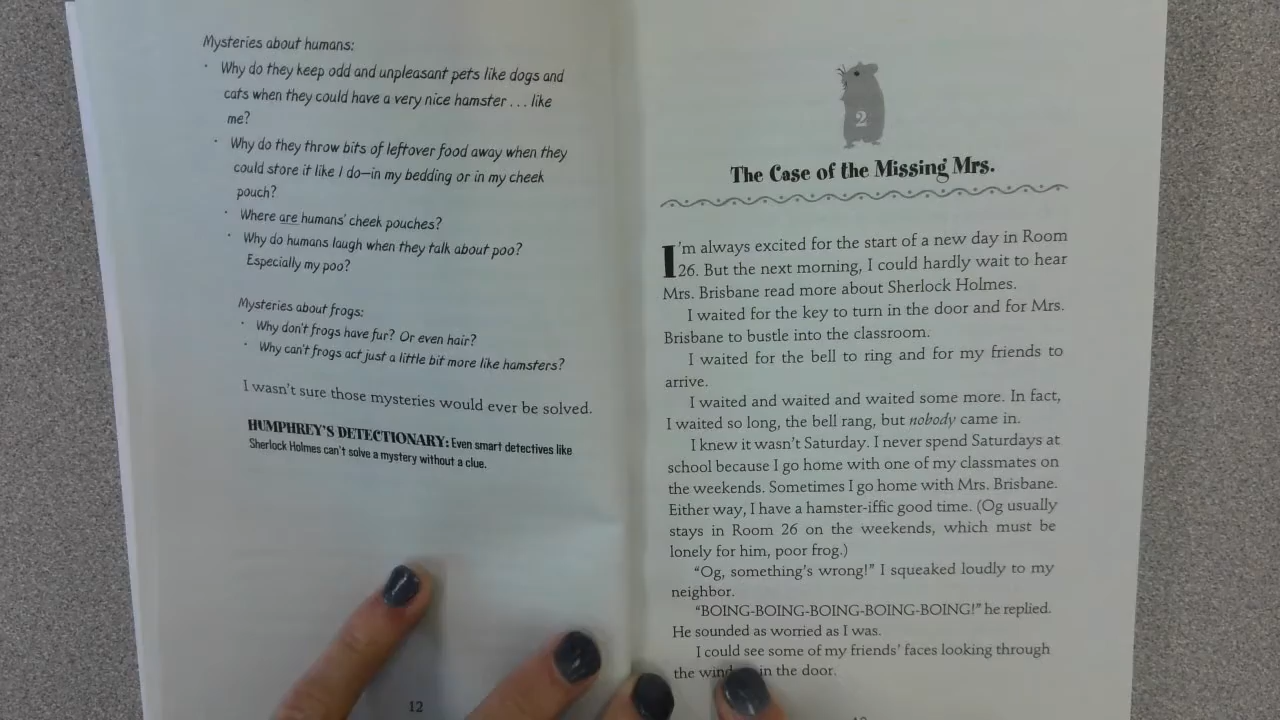 Mysteries about humans:
· Why do they keep odd and unpleasant pets like dogs and
cats when they could have a very nice hamster . . . like
me?
· Why do they throw bits of leftover food away when they
could store it like I do—in my bedding or in my cheek
pouch?
· Where are humans' cheek pouches?
· Why do humans laugh when they talk about poo?
Especially my poo?
Mysteries about frogs:
· Why don't frogs have fur? Or even hair?
· Why can't frogs act just a little bit more like hamsters?
I wasn't sure those mysteries would ever be solved.
HUMPHREY'S DETECTIONARY: Even smart detectives like
Sherlock Holmes can't solve a mystery without a clue.
12
2
The Case of the Missing Mrs.
I'm always excited for the start of a new day in Room
26. But the next morning, I could hardly wait to hear
Mrs. Brisbane read more about Sherlock Holmes.
I waited for the key to turn in the door and for Mrs.
Brisbane to bustle into the classroom.
I waited for the bell to ring and for my friends to
arrive.
I waited and waited and waited some more. In fact,
I waited so long, the bell rang, but nobody came in.
I knew it wasn't Saturday. I never spend Saturdays at
school because I go home with one of my classmates on
the weekends. Sometimes I go home with Mrs. Brisbane.
Either way, I have a hamster-iffic good time. (Og usually
stays in Room 26 on the weekends, which must be
lonely for him, poor frog.)
"Og, something's wrong!" I squeaked loudly to my
neighbor.
"BOING-BOING-BOING-BOING-BOING!" he replied.
He sounded as worried as I was.
I could see some of my friends' faces looking through
the in the door.